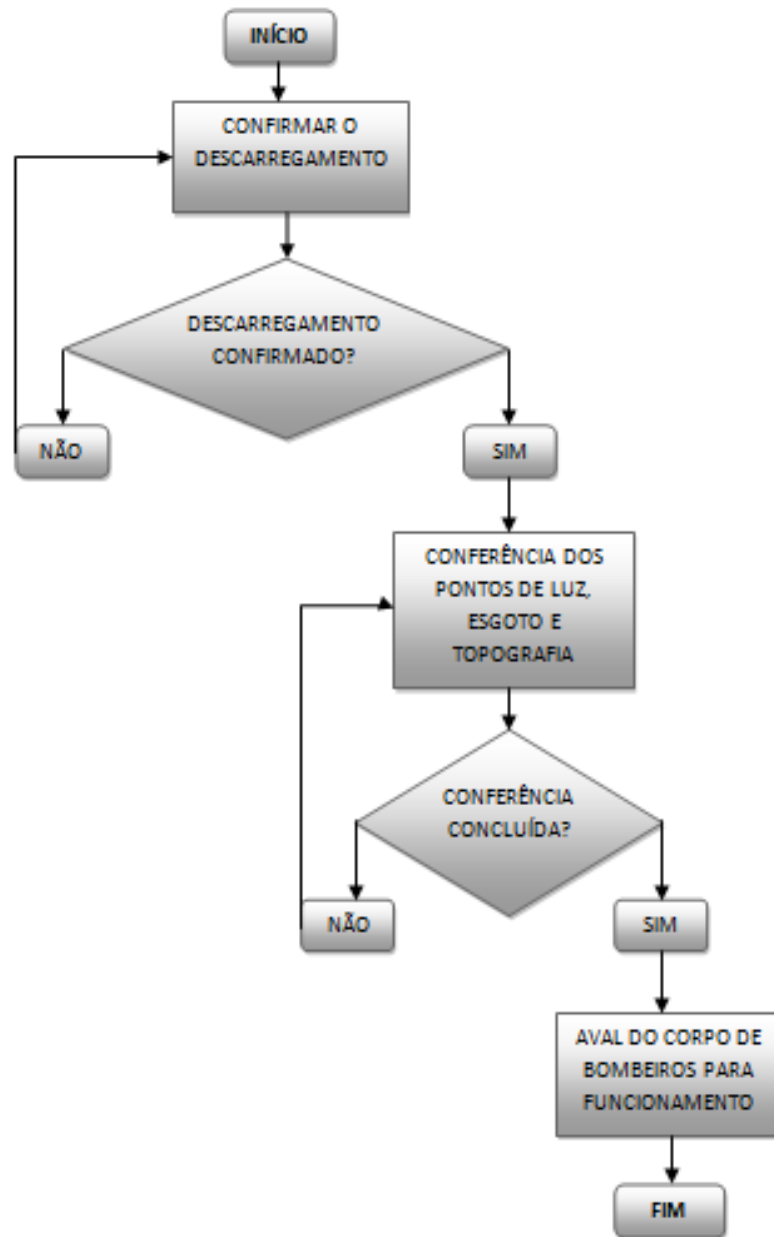 INÍCIO
CONFIRMAR O
DESCARREGAMENTO
DESCARREGAMENTO
CONFIRMADO?
NÃO
SIM
CONFERÊNCIA DOS
PONTOS DE LUZ,
ESGOTO E
TOPOGRAFIA
CONFERÊNCIA
CONCLUÍDA?
NÃO
SIM
AVAL DO CORPO DE
BOMBEIROS PARA
FUNCIONAMENTO
FIM